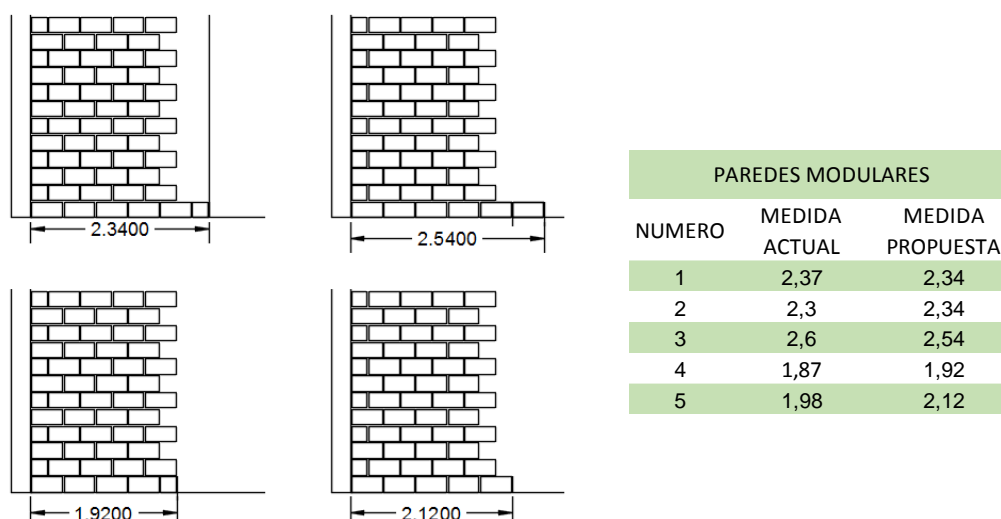 2.3400
2.5400
1.9200
2.1200
PAREDES MODULARES
NUMERO MEDIDA ACTUAL MEDIDA PROPUESTA
1 2,37 2,34
2 2,3 2,34
3 2,6 2,54
4 1,87 1,92
5 1,98 2,12